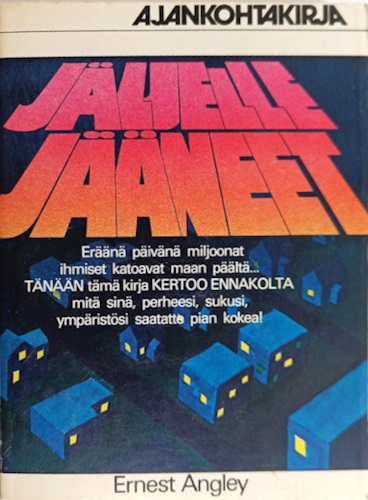 AJANKOHTAKIRJA
JÄLJELLE
JÄÄNEET
Eräänä päivänä miljoonat
ihmiset katoavat maan päältä...
TÄNÄÄN tämä kirja KERTOO ENNAKOLTA
mitä sinä, perheesi, sukusi,
ympäristösi saatatte pian kokea!
Ernest Angley